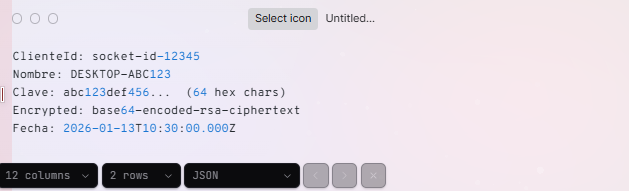 Select icon Untitled...
ClienteId: socket-id-12345
Nombre: DESKTOP-ABC123
Clave: abc123def456... (64 hex chars)
Encrypted: base64-encoded-rsa-ciphertext
Fecha: 2026-01-13T10:30:00.000Z
12 columns 2 rows JSON